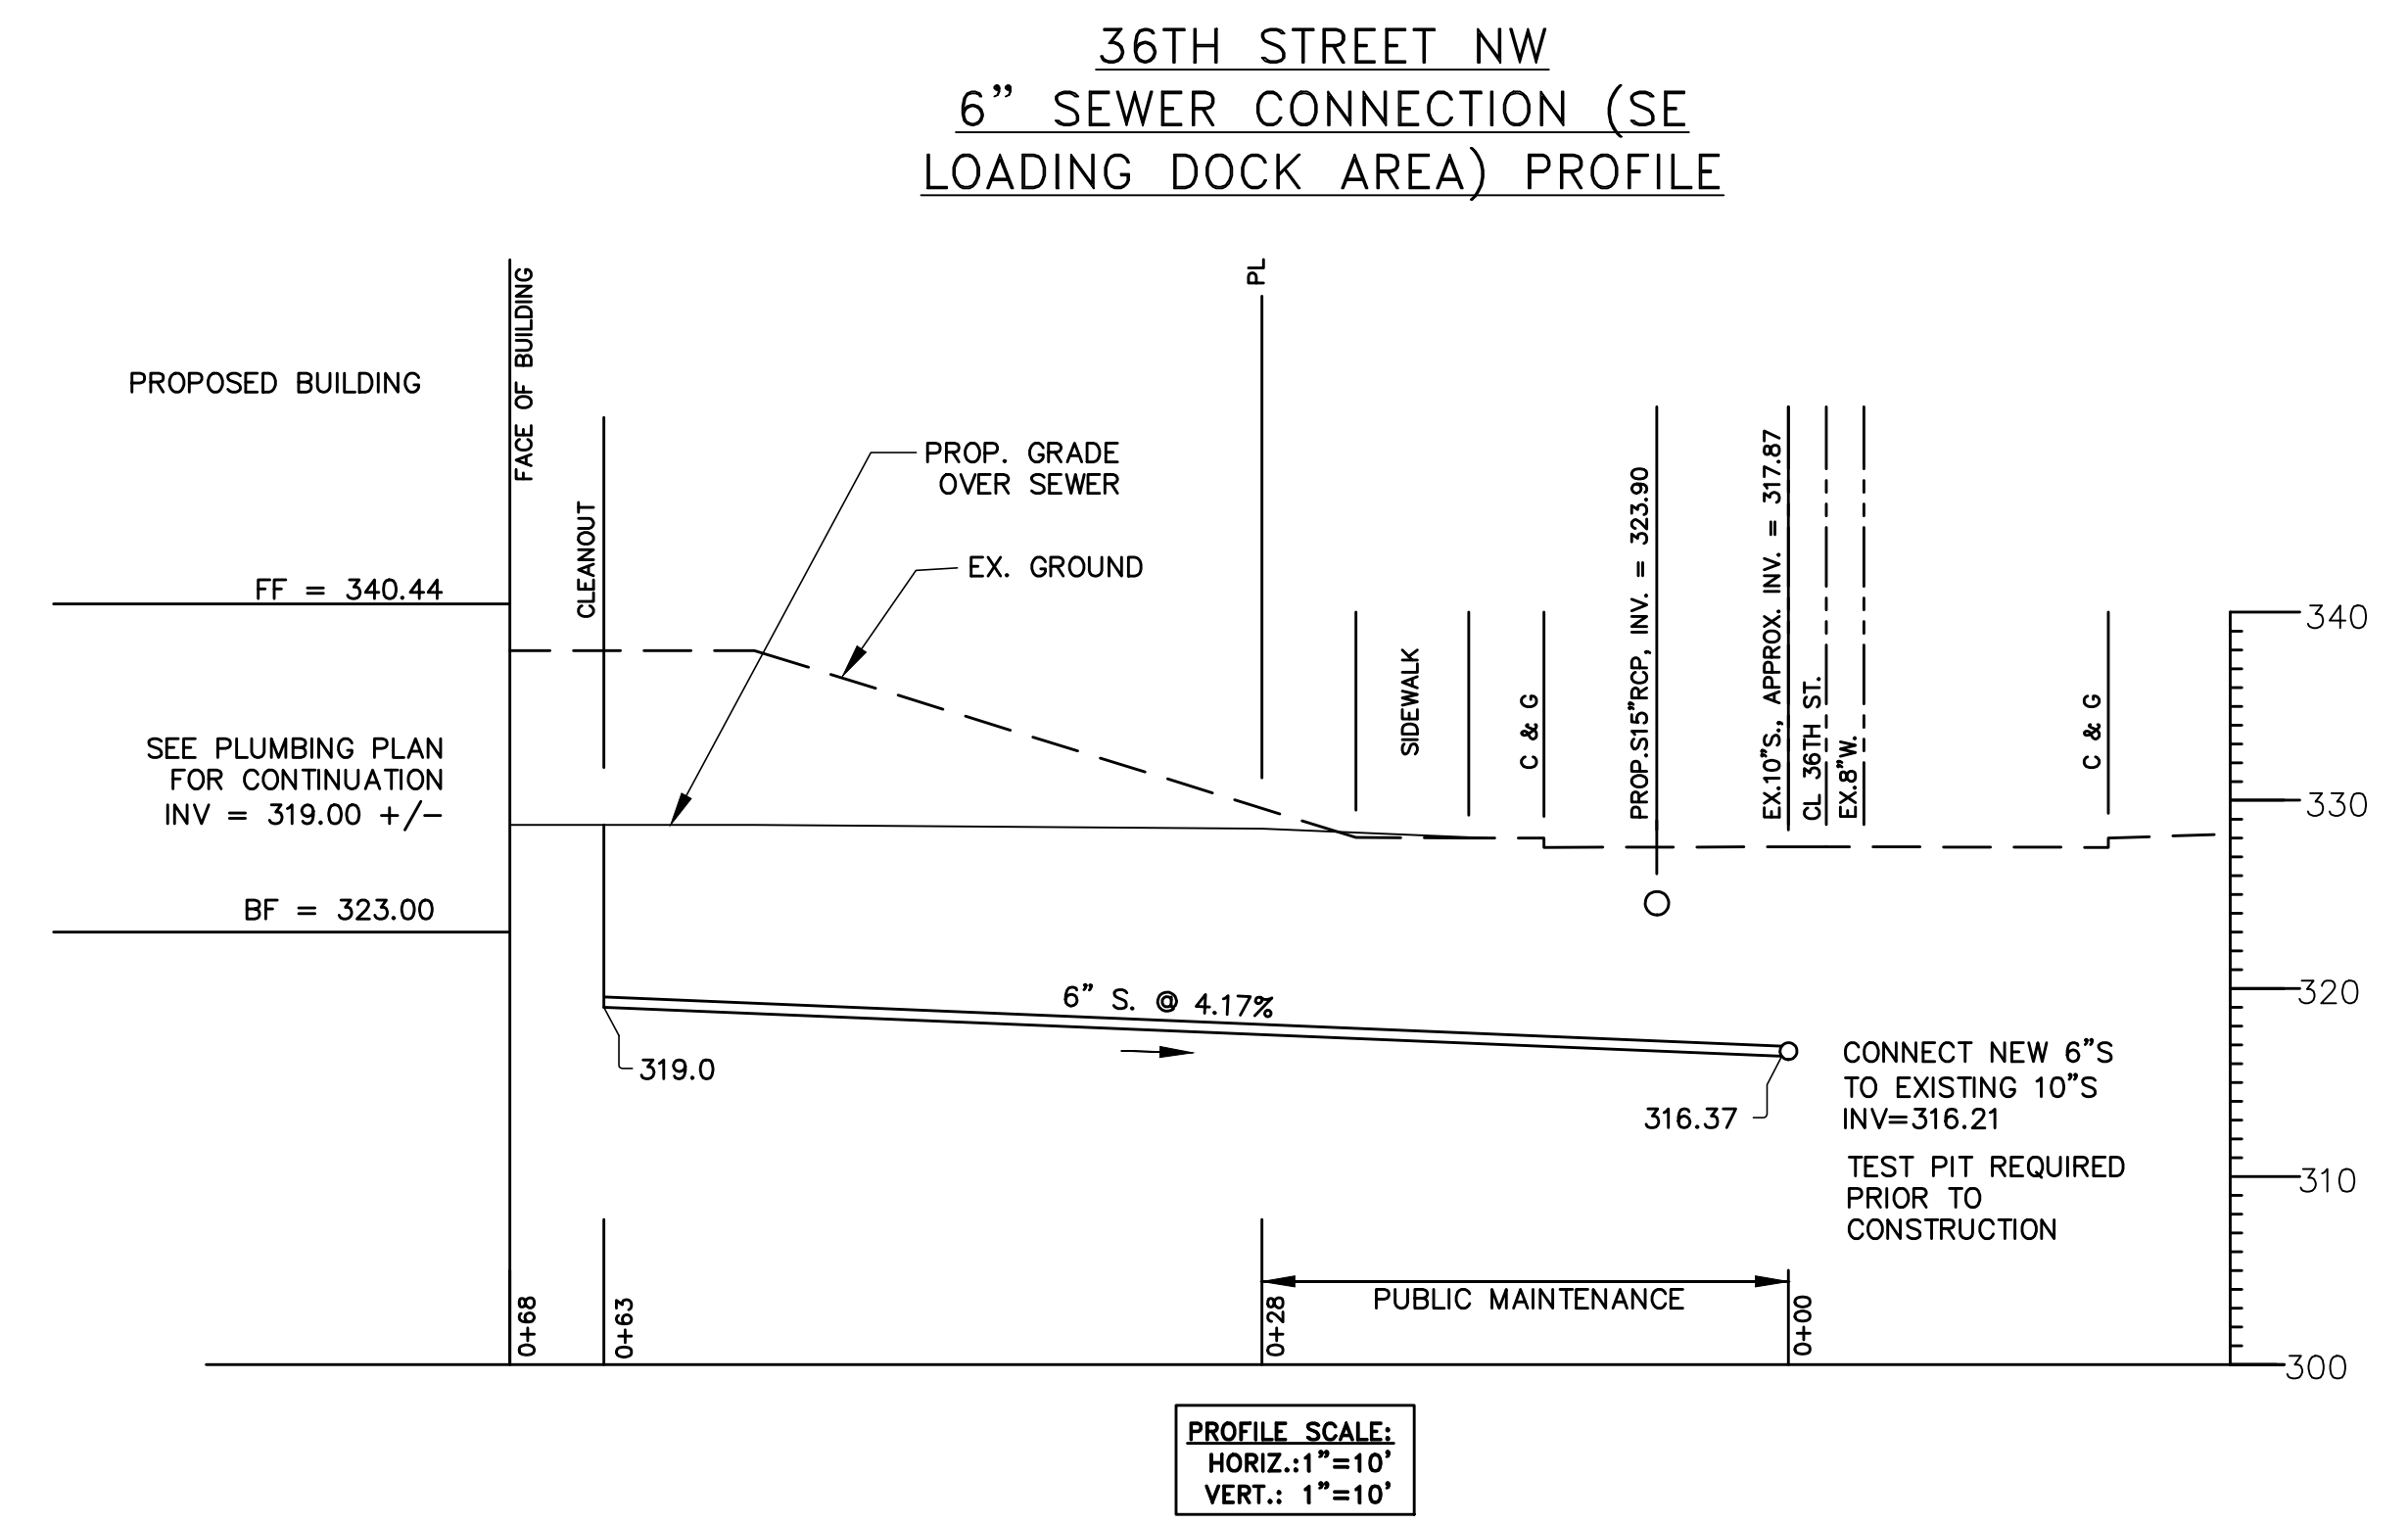 36TH STREET NW
6" SEWER CONNECTION (SE
LOADING DOCK AREA) PROFILE
FACE OF BUILDING
PL
PROPOSED BUILDING
CLEANOUT
PROP. GRADE
OVER SEWER
EX. GROUND
FF = 340.44
SIDEWALK
C & G
PROP.S15"RCP, INV. = 323.90
EX.10"S., APPROX. INV. = 317.87
CL 36TH ST.
EX.8"W.
C & G
340
330
320
310
300
SEE PLUMBING PLAN
FOR CONTINUATION
INV = 319.00 +/-
BF = 323.00
6" S. @ 4.17%
319.0
316.37
CONNECT NEW 6"S
TO EXISTING 10"S
INV=316.21
TEST PIT REQUIRED
PRIOR TO
CONSTRUCTION
PUBLIC MAINTENANCE
0+68
0+63
0+28
0+00
PROFILE SCALE:
HORIZ.:1"=10'
VERT.: 1"=10'